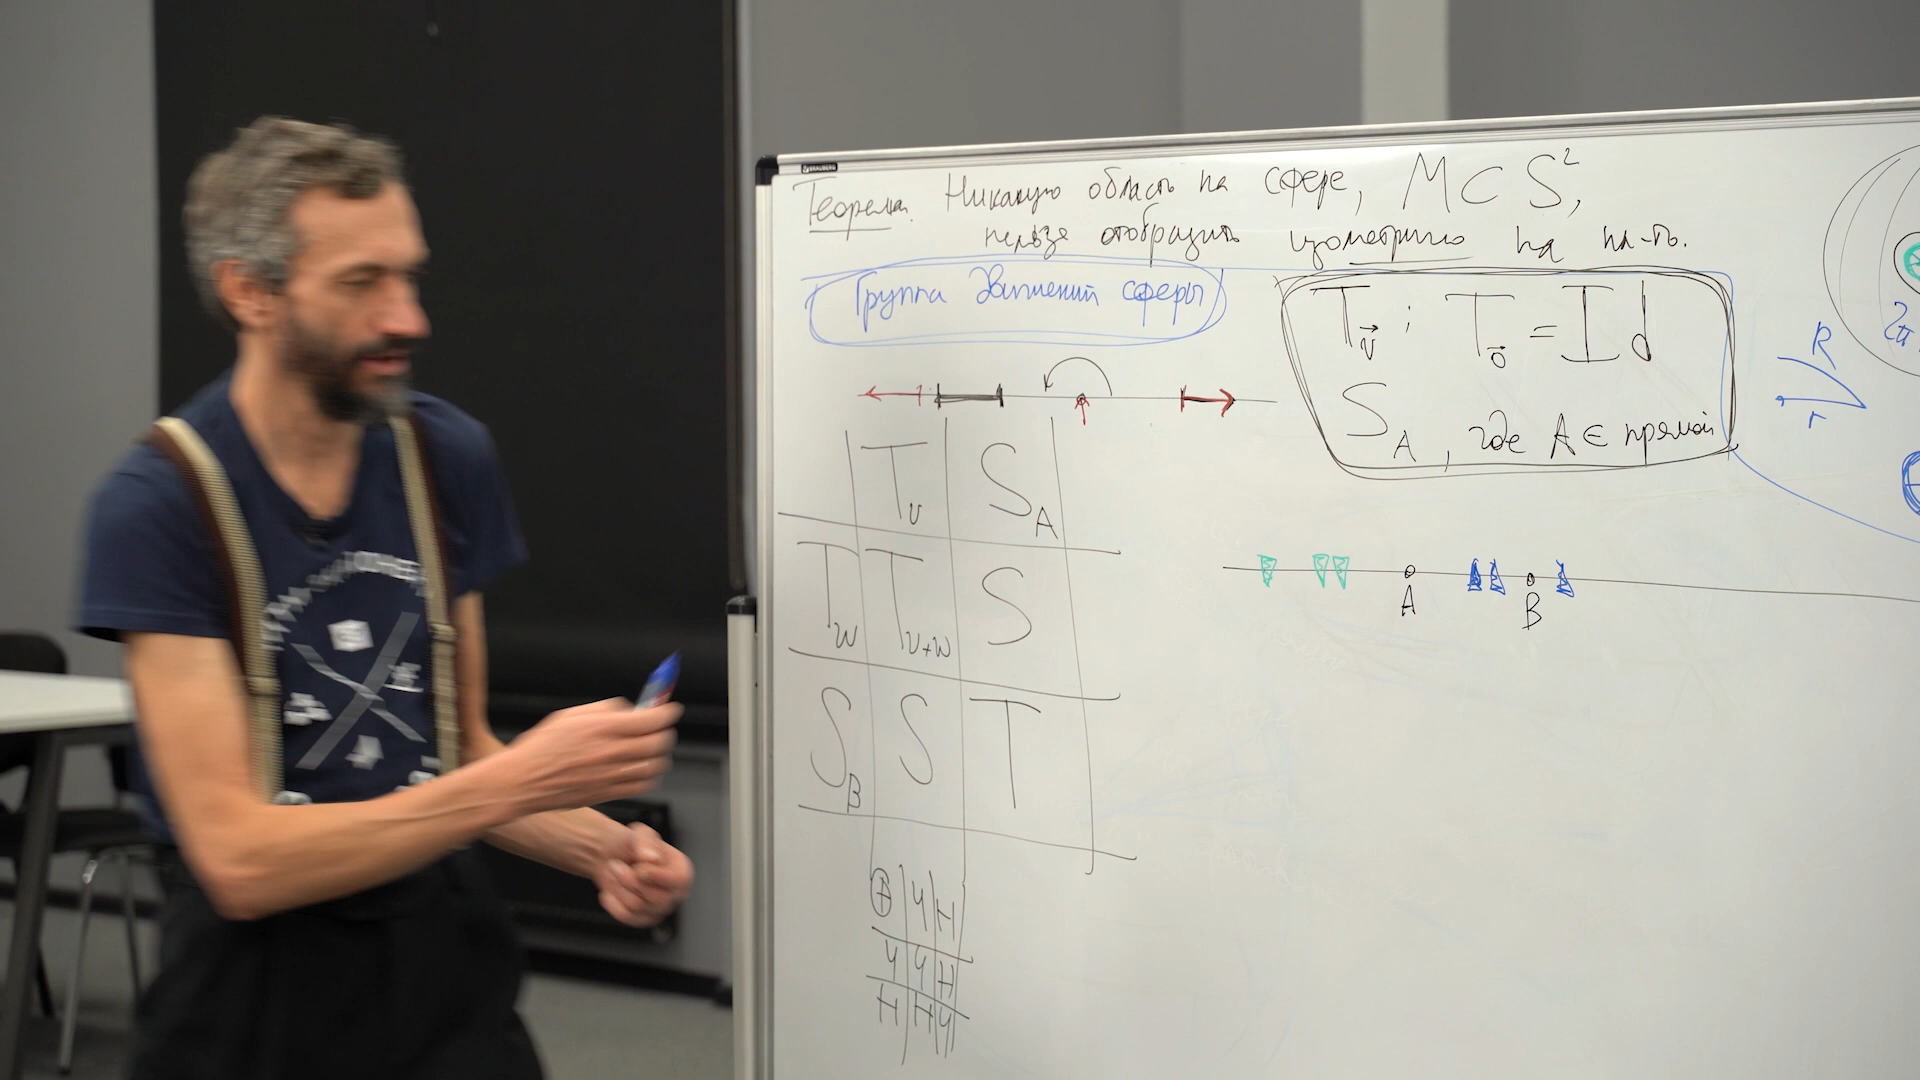 Теорема. Никакую область на сфере, M ⊂ S²,
нельзя отобразить изометрично на пл-ть.
Группа движений сферы
T_v⃗ ; T_0⃗ = Id
S_A, где A ∈ прямой
R
r
2π
T_v S_A
T_w T_v+w S
S_B S T
A B
⊕ Ч Н
Ч Ч Н
Н Н Ч